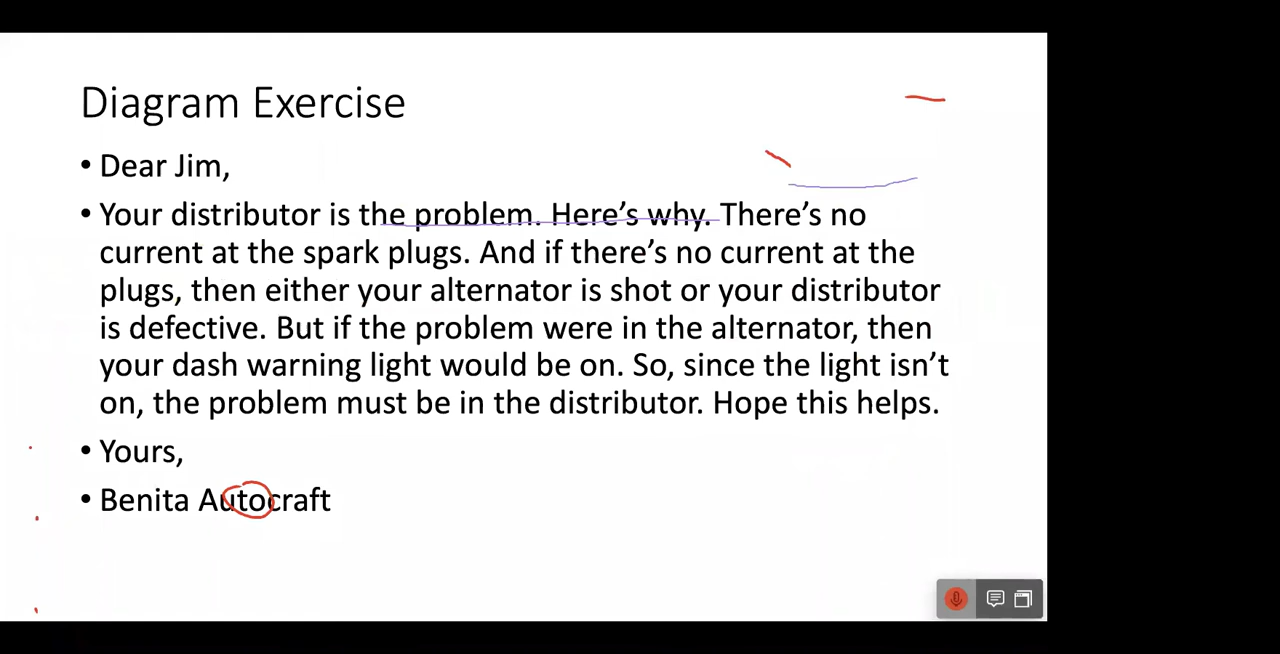 Diagram Exercise
• Dear Jim,
• Your distributor is the problem. Here's why. There's no
current at the spark plugs. And if there's no current at the
plugs, then either your alternator is shot or your distributor
is defective. But if the problem were in the alternator, then
your dash warning light would be on. So, since the light isn't
on, the problem must be in the distributor. Hope this helps.
• Yours,
• Benita Autocraft